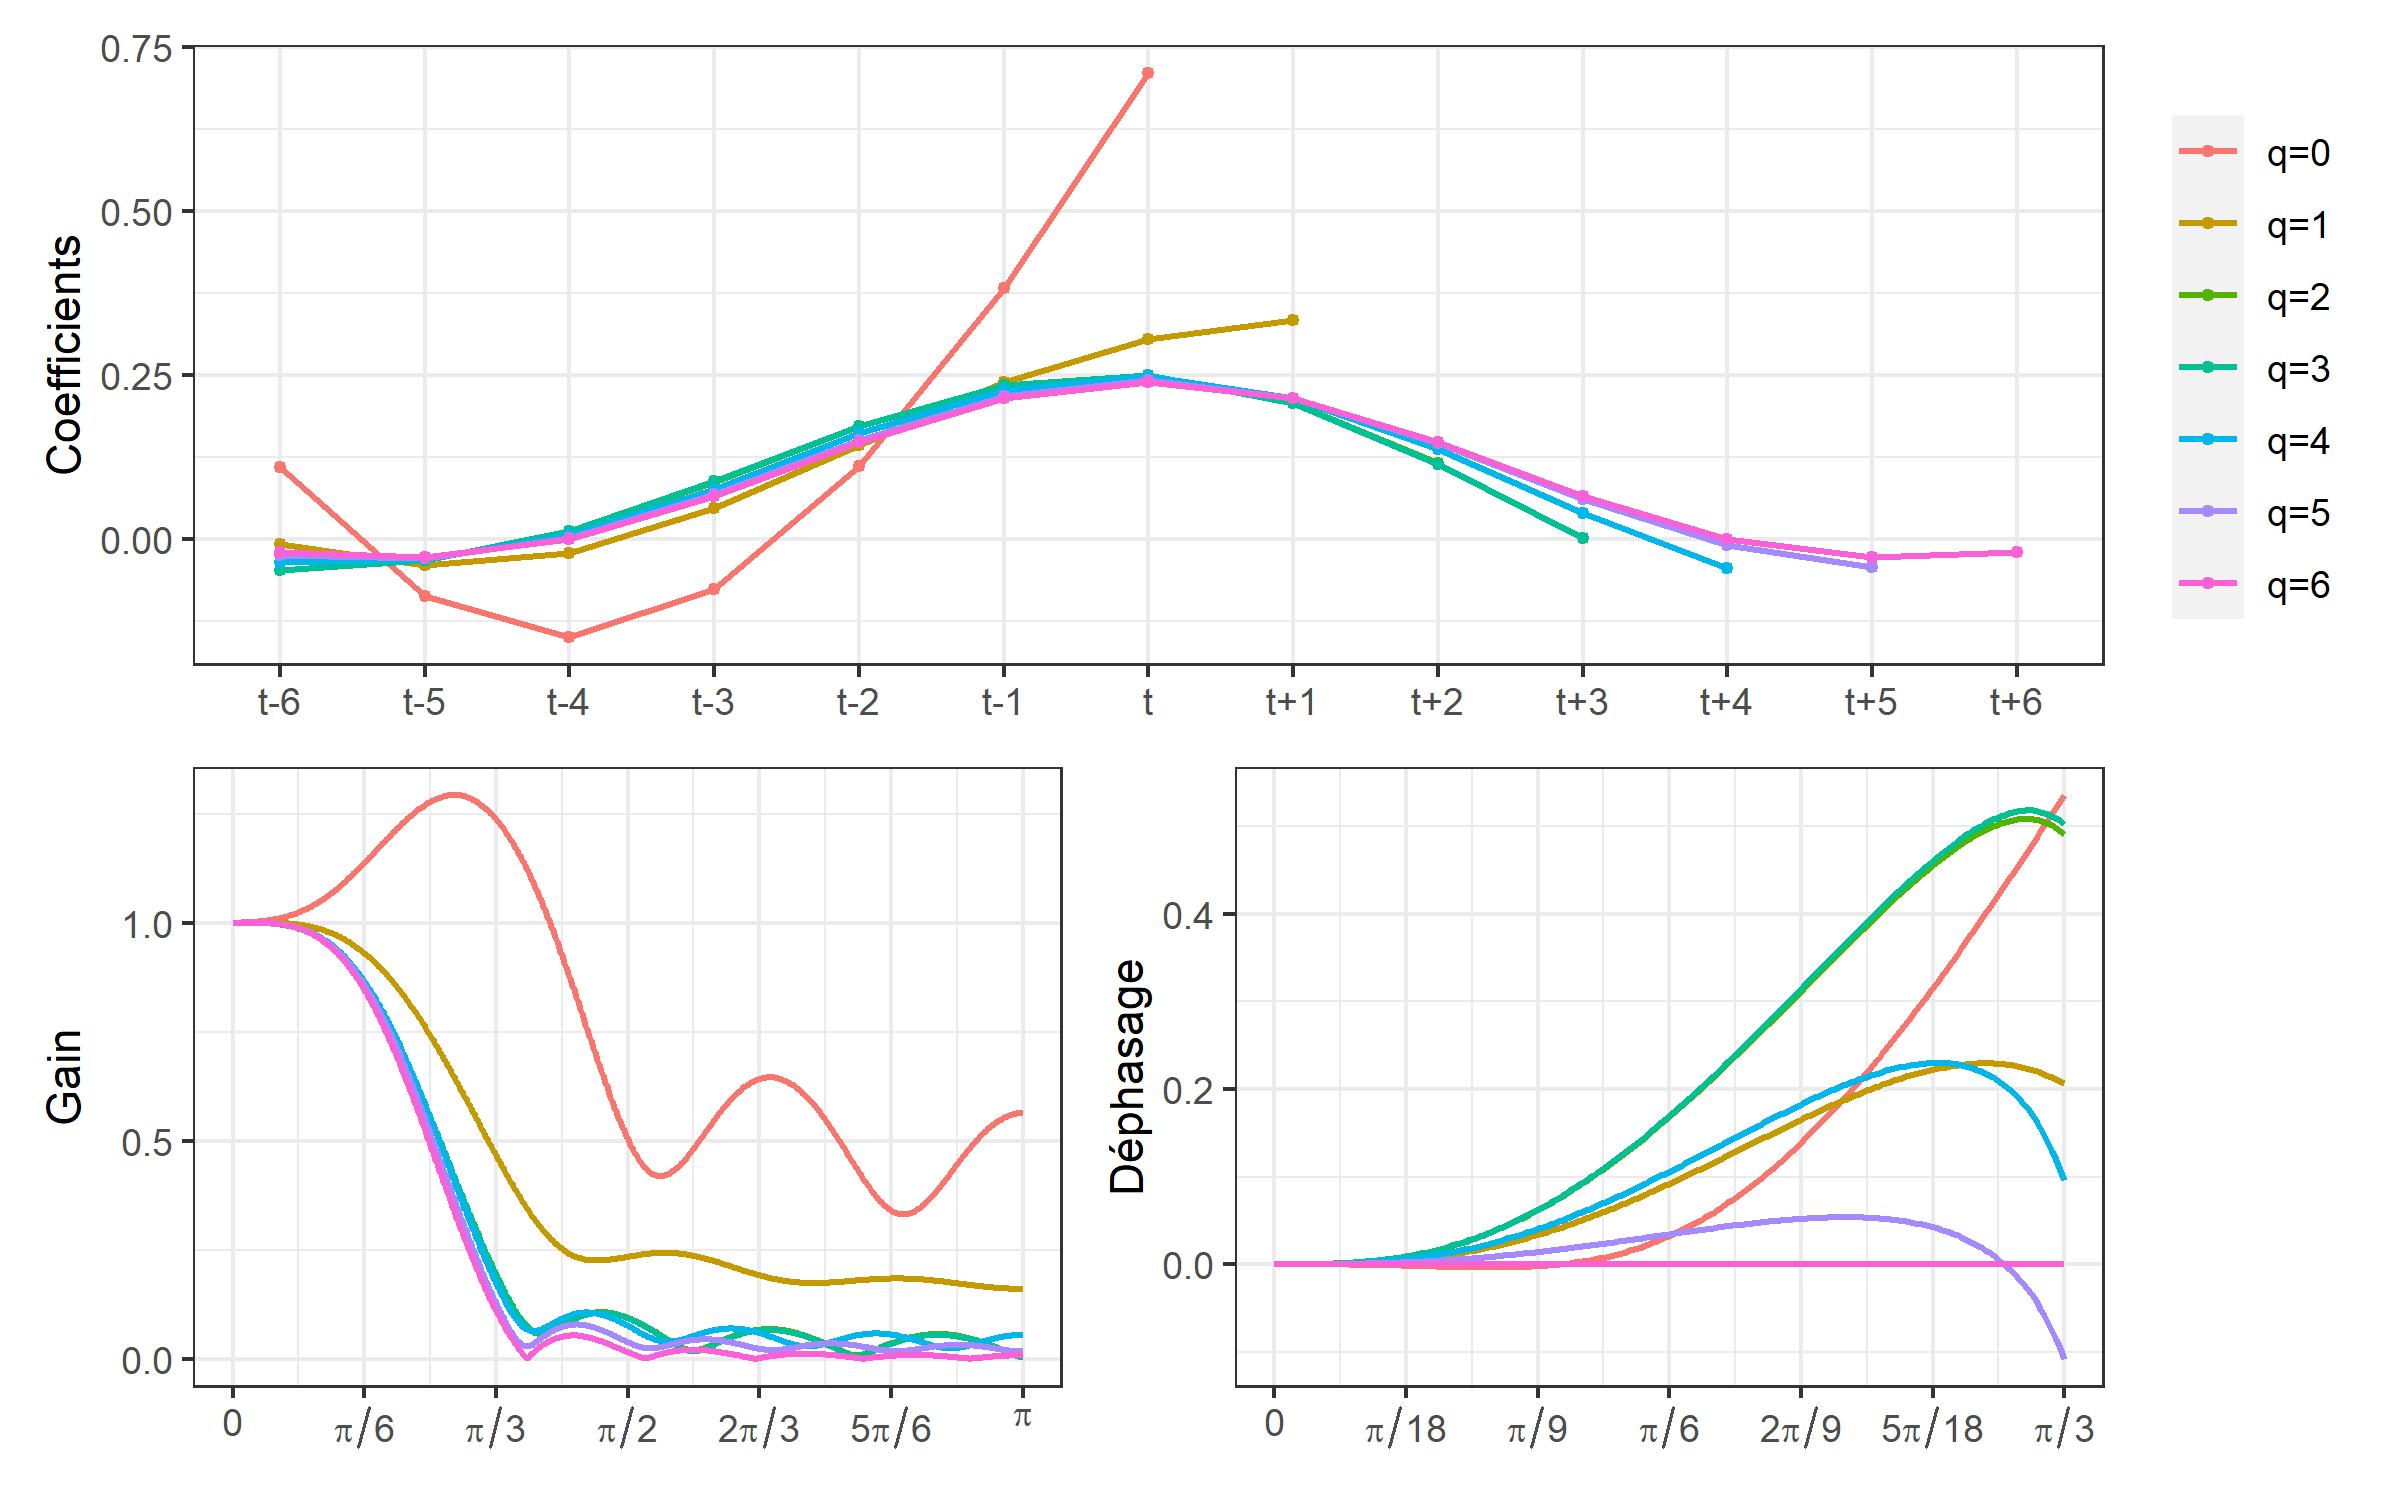 Coefficients
0.75
0.50
0.25
0.00
t-6 t-5 t-4 t-3 t-2 t-1 t t+1 t+2 t+3 t+4 t+5 t+6
q=0
q=1
q=2
q=3
q=4
q=5
q=6
Gain
1.0
0.5
0.0
0 π/6 π/3 π/2 2π/3 5π/6 π
Déphasage
0.4
0.2
0.0
0 π/18 π/9 π/6 2π/9 5π/18 π/3